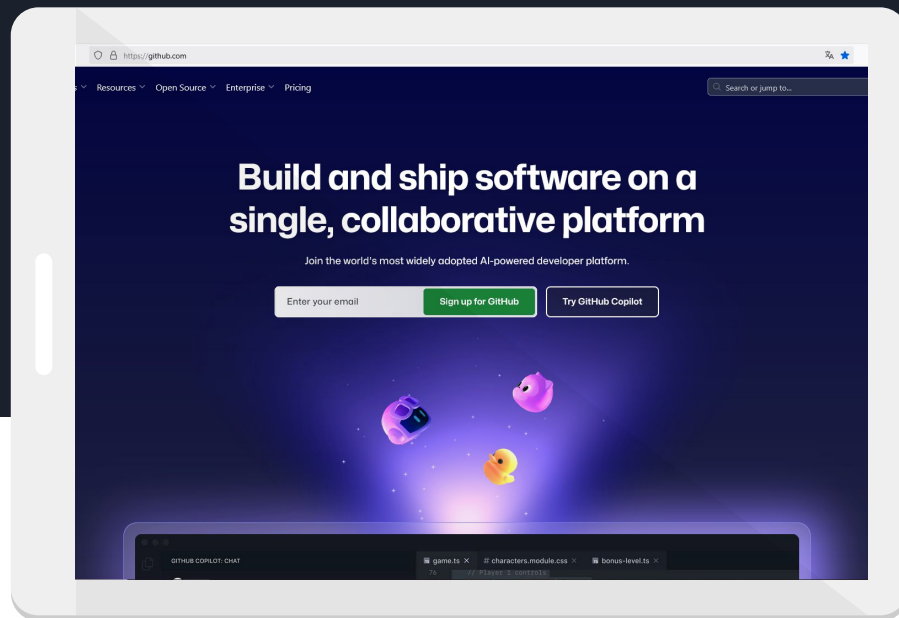 https://github.com
Resources Open Source Enterprise Pricing
Search or jump to...
Build and ship software on a
single, collaborative platform
Join the world's most widely adopted AI-powered developer platform.
Enter your email Sign up for GitHub Try GitHub Copilot
GITHUB COPILOT: CHAT
game.ts × # characters.module.css × bonus-level.ts ×
76 // Player 1 controls